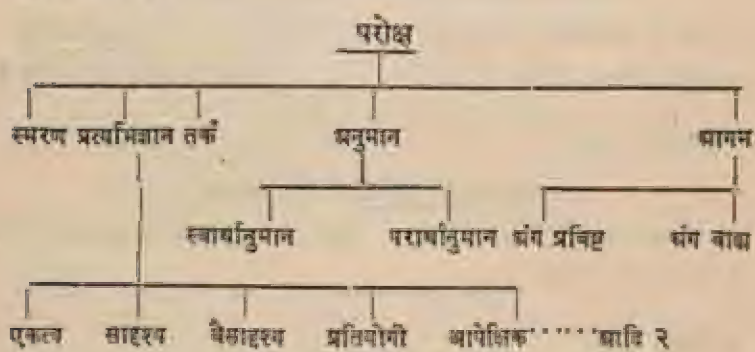 परोक्ष
स्मरण प्रत्यभिज्ञान तर्क अनुमान आगम
स्वार्थानुमान परार्थानुमान अंग प्रविष्ट अंग बाह्य
एकत्व सादृश्य वैसादृश्य प्रतियोगी आपेक्षिक······आदि २